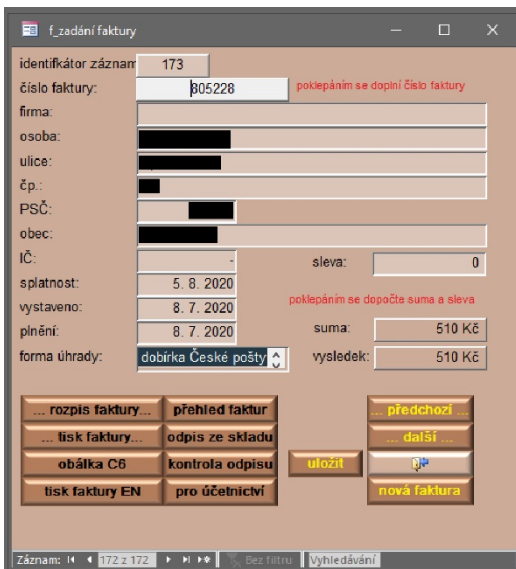 f_zadání faktury
identifkátor záznam 173
číslo faktury: 805228 poklepáním se doplní číslo faktury
firma:
osoba:
ulice:
čp.:
PSČ:
obec:
IČ: - sleva: 0
splatnost: 5. 8. 2020
vystaveno: 8. 7. 2020 poklepáním se dopočte suma a sleva
plnění: 8. 7. 2020 suma: 510 Kč
forma úhrady: dobírka České pošty vysledek: 510 Kč
... rozpis faktury... přehled faktur ... předchozí ...
... tisk faktury... odpis ze skladu ... další ...
obálka C6 kontrola odpisu uložit
tisk faktury EN pro účetnictví nová faktura
Záznam: 172 z 172 Bez filtru Vyhledávání